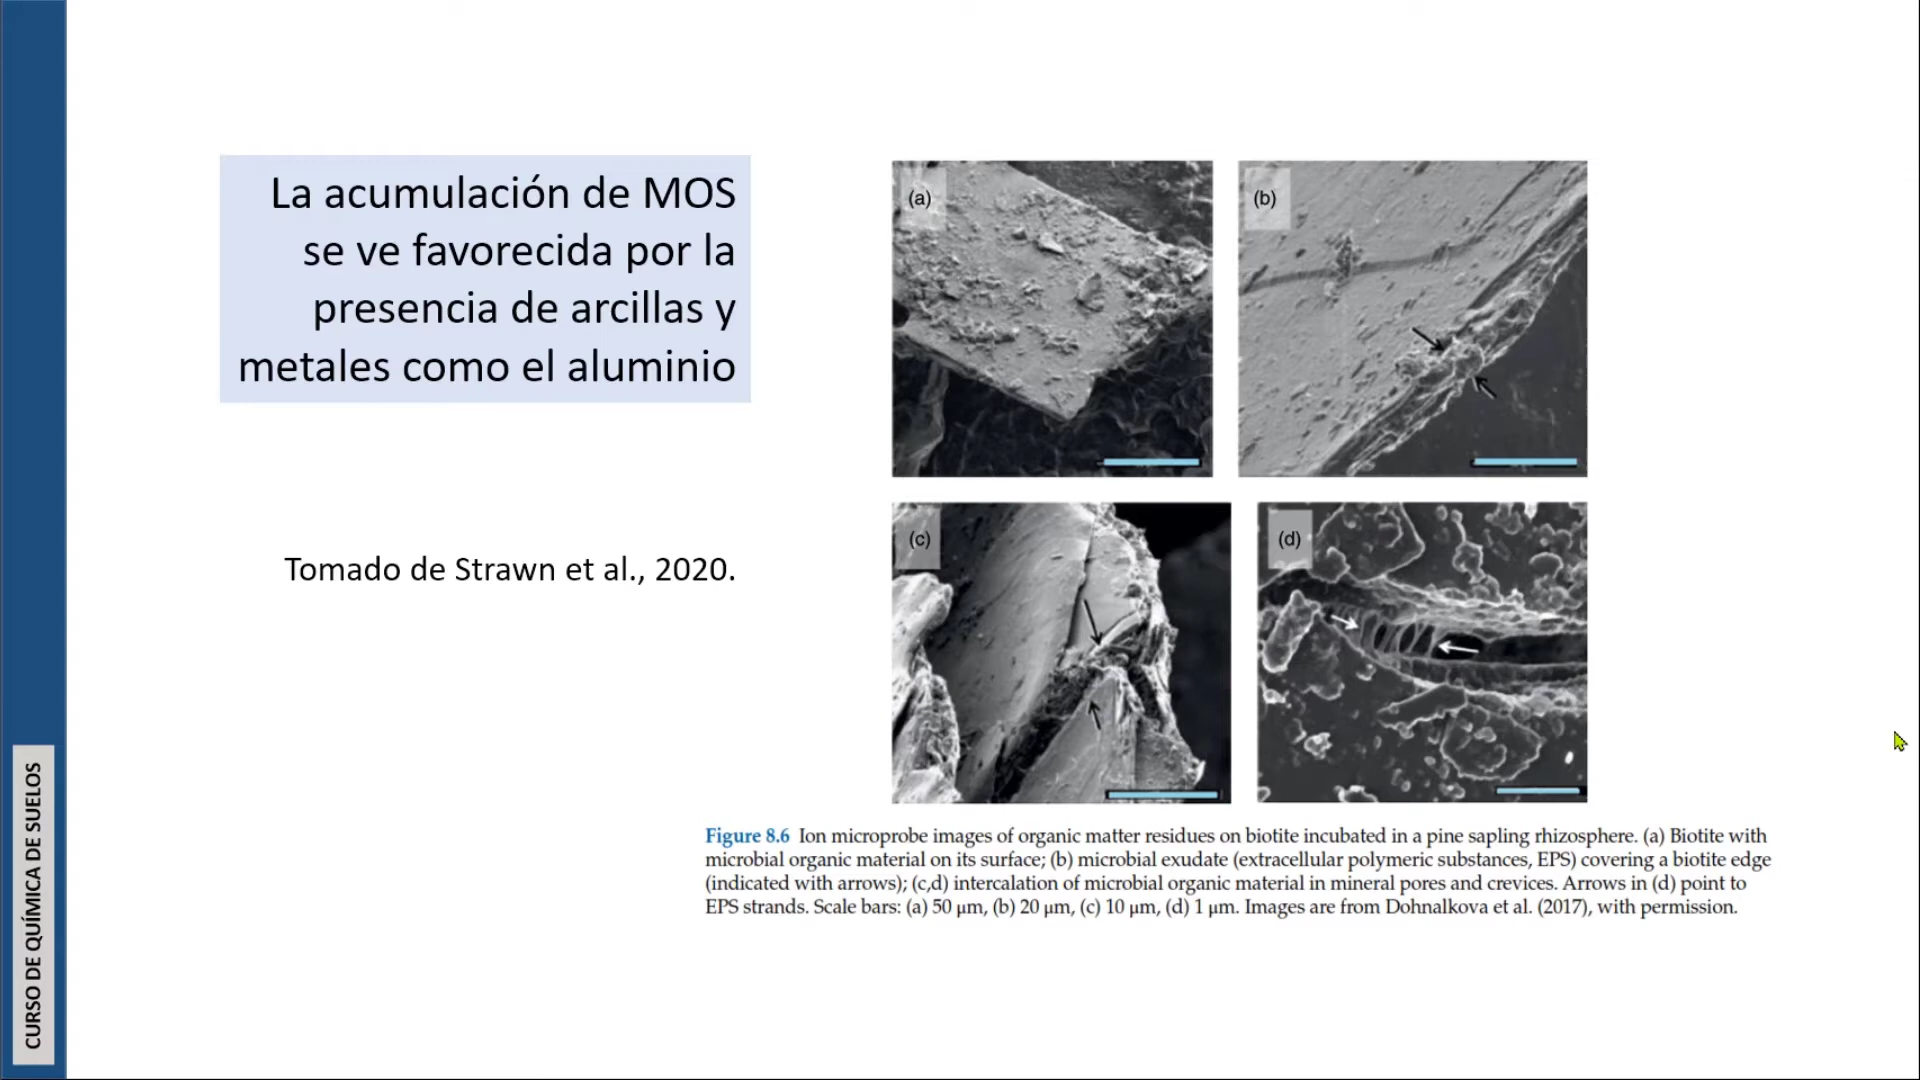 La acumulación de MOS
se ve favorecida por la
presencia de arcillas y
metales como el aluminio
Tomado de Strawn et al., 2020.
(a)
(b)
(c)
(d)
Figure 8.6 Ion microprobe images of organic matter residues on biotite incubated in a pine sapling rhizosphere. (a) Biotite with
microbial organic material on its surface; (b) microbial exudate (extracellular polymeric substances, EPS) covering a biotite edge
(indicated with arrows); (c,d) intercalation of microbial organic material in mineral pores and crevices. Arrows in (d) point to
EPS strands. Scale bars: (a) 50 μm, (b) 20 μm, (c) 10 μm, (d) 1 μm. Images are from Dohnalkova et al. (2017), with permission.
CURSO DE QUÍMICA DE SUELOS